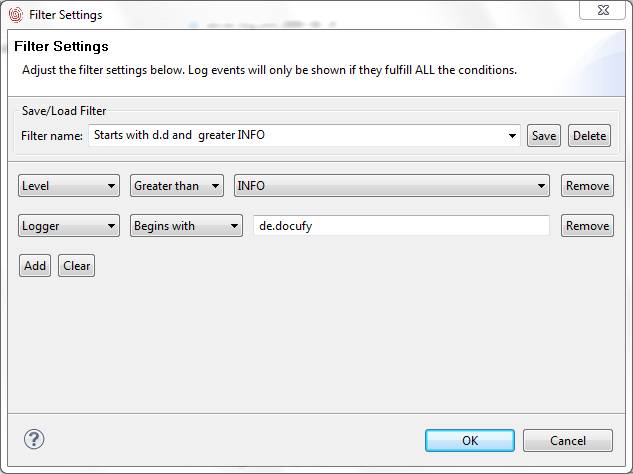 Filter Settings
Filter Settings
Adjust the filter settings below. Log events will only be shown if they fulfill ALL the conditions.
Save/Load Filter
Filter name: Starts with d.d and  greater INFO Save Delete
Level Greater than INFO Remove
Logger Begins with de.docufy Remove
Add Clear
? OK Cancel